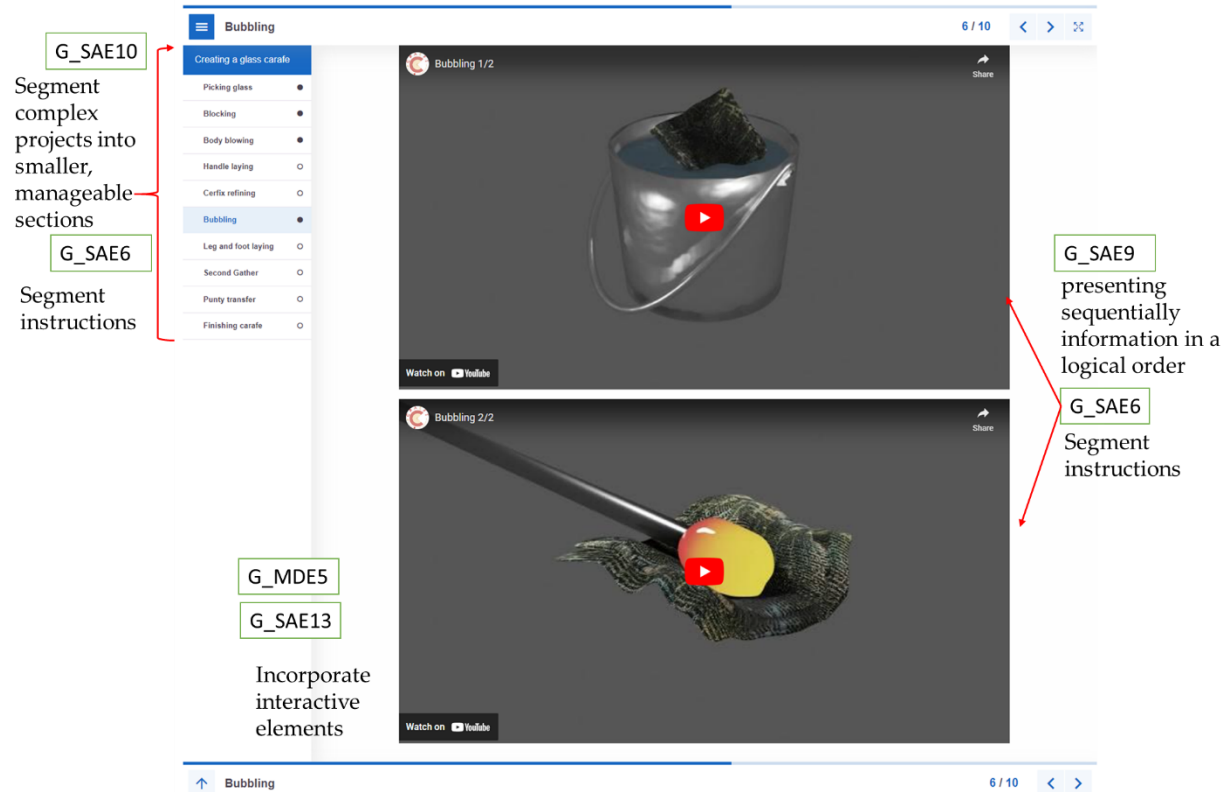 Bubbling
6 / 10
G_SAE10
Segment
complex
projects into
smaller,
manageable
sections
G_SAE6
Segment
instructions
Creating a glass carafe
Picking glass
Blocking
Body blowing
Handle laying
Cerfix refining
Bubbling
Leg and foot laying
Second Gather
Punty transfer
Finishing carafe
Bubbling 1/2
Share
Watch on YouTube
Bubbling 2/2
Share
Watch on YouTube
G_SAE9
presenting
sequentially
information in a
logical order
G_SAE6
Segment
instructions
G_MDE5
G_SAE13
Incorporate
interactive
elements
Bubbling
6 / 10